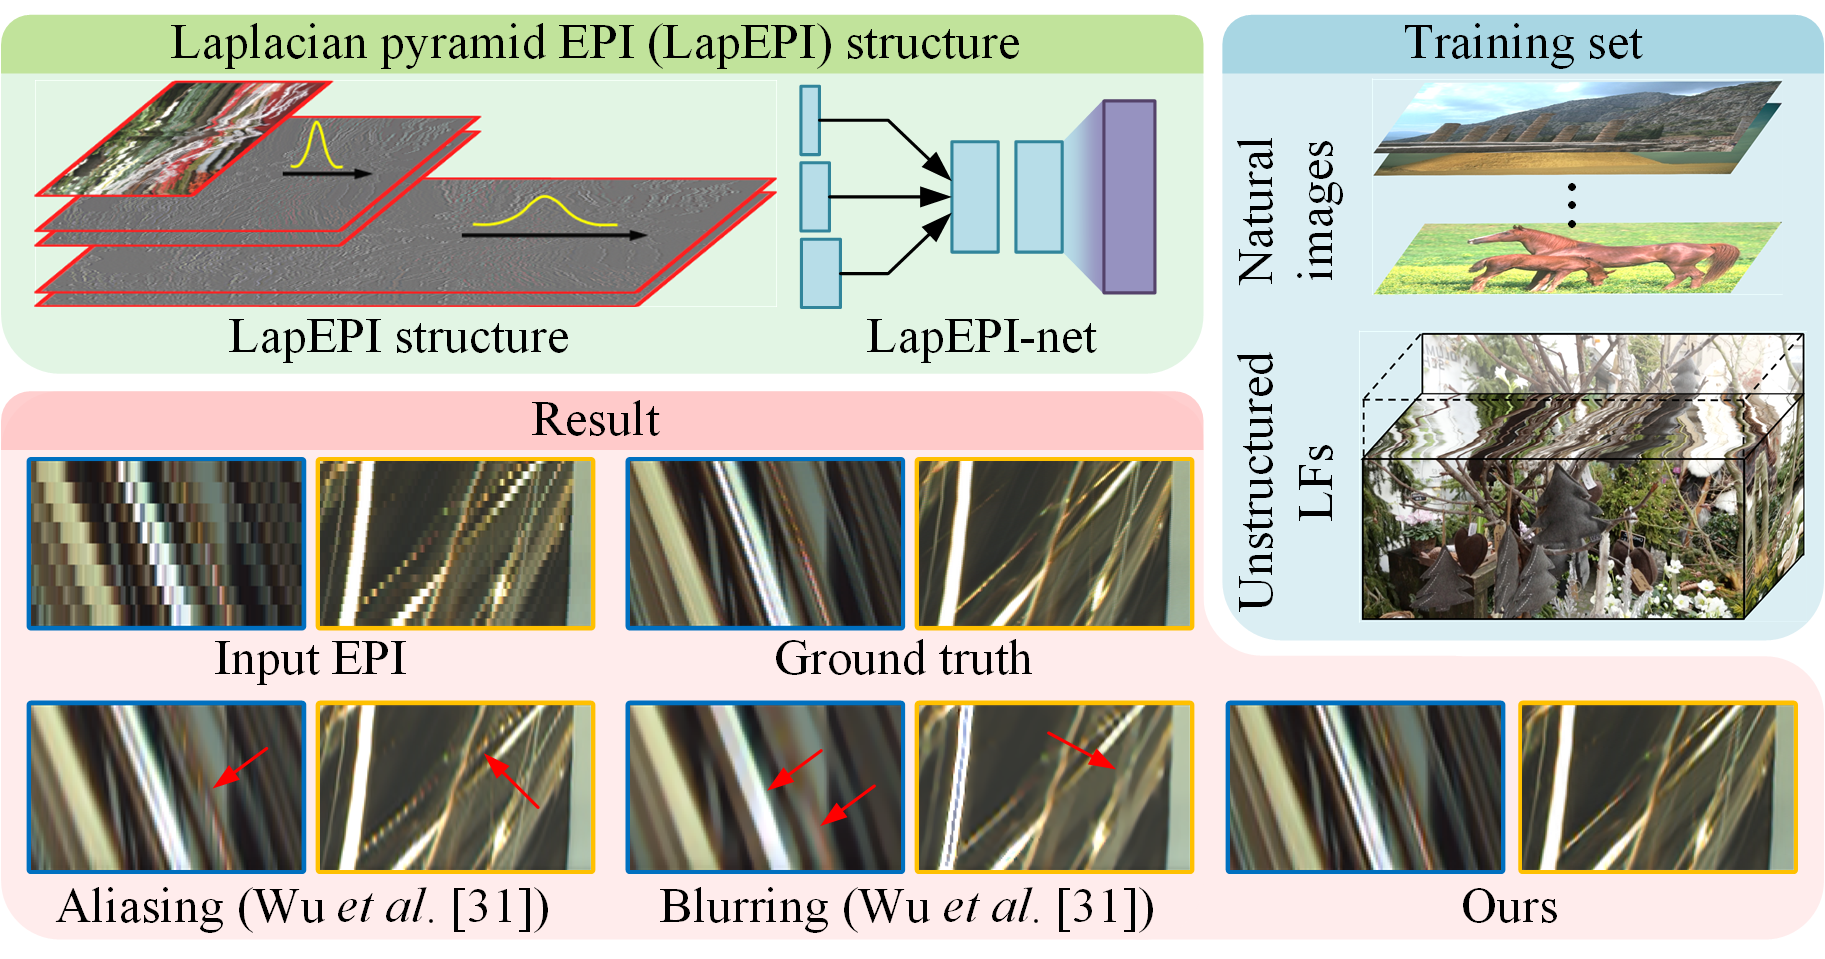 Laplacian pyramid EPI (LapEPI) structure
LapEPI structure
LapEPI-net
Training set
Natural
images
Unstructured
LFs
Result
Input EPI
Ground truth
Aliasing (Wu et al. [31])
Blurring (Wu et al. [31])
Ours